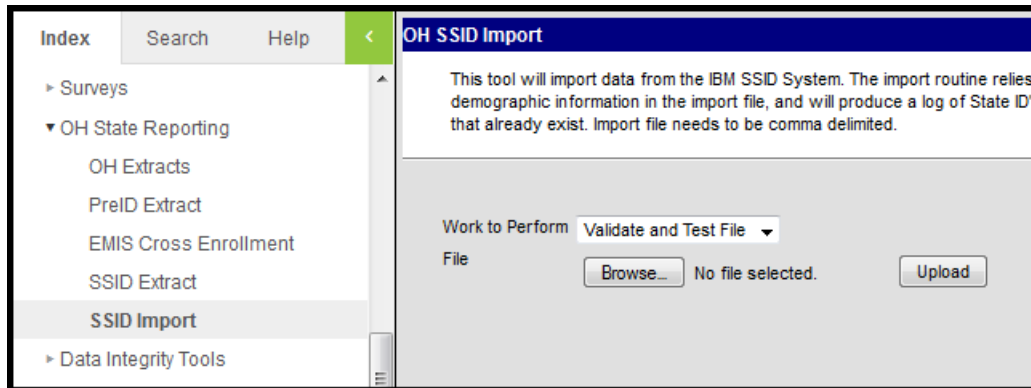 Index Search Help
Surveys
OH State Reporting
OH Extracts
PreID Extract
EMIS Cross Enrollment
SSID Extract
SSID Import
Data Integrity Tools
OH SSID Import
This tool will import data from the IBM SSID System. The import routine relies
demographic information in the import file, and will produce a log of State ID'
that already exist. Import file needs to be comma delimited.
Work to Perform Validate and Test File
File Browse... No file selected. Upload